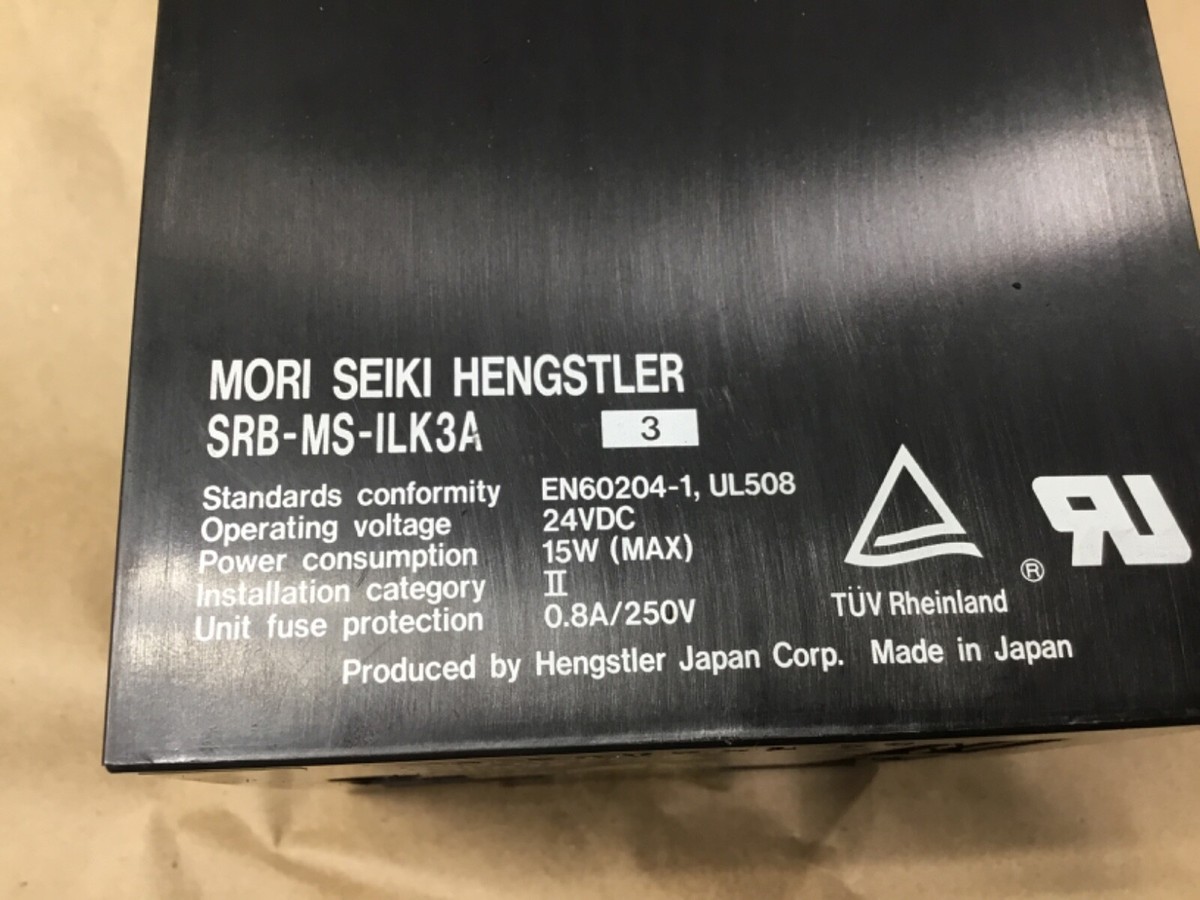 MORI SEIKI HENGSTLER
SRB-MS-ILK3A 3
Standards conformity EN60204-1, UL508
Operating voltage 24VDC
Power consumption 15W (MAX)
Installation category II
Unit fuse protection 0.8A/250V
TÜV Rheinland ®
Produced by Hengstler Japan Corp. Made in Japan